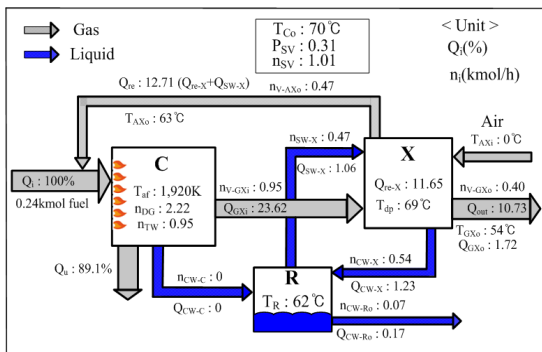 Gas
Liquid
T_Co : 70℃
P_SV : 0.31
n_SV : 1.01
< Unit >
Q_i(%)
n_i(kmol/h)
Q_re : 12.71 (Q_re-X+Q_SW-X)
n_V-AXo : 0.47
T_AXo : 63℃
Air
T_AXi : 0℃
n_SW-X : 0.47
Q_SW-X : 1.06
C
X
Q_i : 100%
0.24kmol fuel
T_af : 1,920K
n_DG : 2.22
n_TW : 0.95
n_V-GXi : 0.95
Q_GXi : 23.62
Q_re-X : 11.65
T_dp : 69℃
n_V-GXo : 0.40
Q_out : 10.73
T_GXo : 54℃
Q_GXo : 1.72
Q_u : 89.1%
n_CW-C : 0
Q_CW-C : 0
R
T_R : 62℃
n_CW-X : 0.54
Q_CW-X : 1.23
n_CW-Ro : 0.07
Q_CW-Ro : 0.17